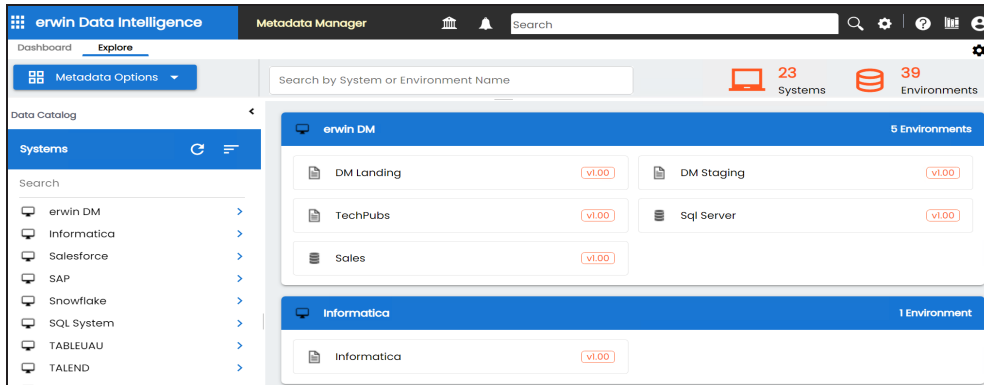 erwin Data Intelligence
Metadata Manager
Search
Dashboard
Explore
Metadata Options
Search by System or Environment Name
23
Systems
39
Environments
Data Catalog
Systems
Search
erwin DM
Informatica
Salesforce
SAP
Snowflake
SQL System
TABLEUAU
TALEND
erwin DM
5 Environments
DM Landing
v1.00
DM Staging
v1.00
TechPubs
v1.00
Sql Server
v1.00
Sales
v1.00
Informatica
1 Environment
Informatica
v1.00